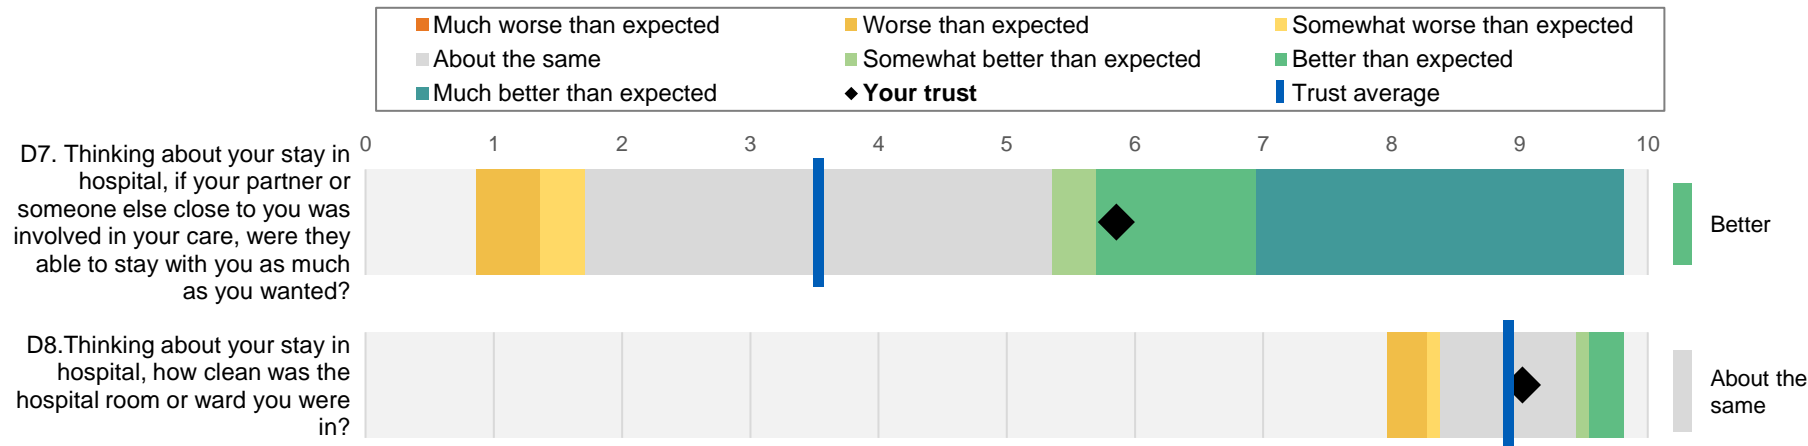 Much worse than expected
Worse than expected
Somewhat worse than expected
About the same
Somewhat better than expected
Better than expected
Much better than expected
Your trust
Trust average
0 1 2 3 4 5 6 7 8 9 10
D7. Thinking about your stay in
hospital, if your partner or
someone else close to you was
involved in your care, were they
able to stay with you as much
as you wanted?
Better
D8.Thinking about your stay in
hospital, how clean was the
hospital room or ward you were
in?
About the
same